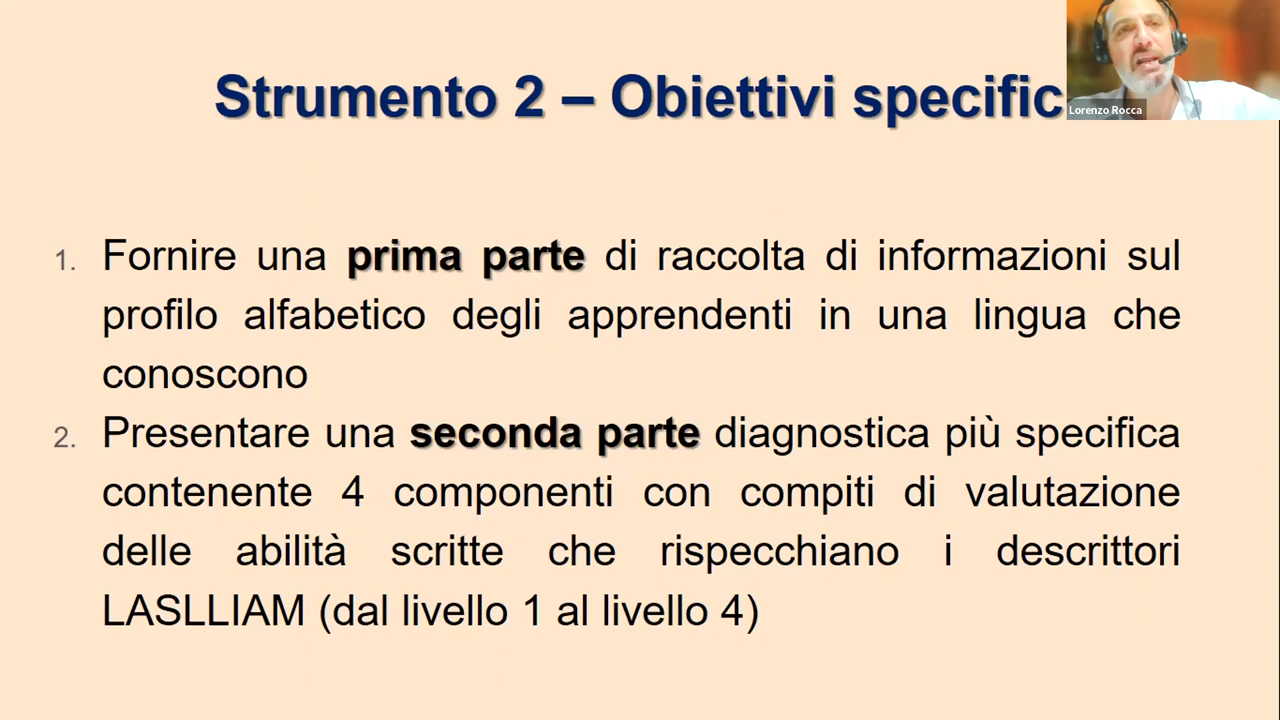 Strumento 2 – Obiettivi specific
Lorenzo Rocca
1. Fornire una prima parte di raccolta di informazioni sul
profilo alfabetico degli apprendenti in una lingua che
conoscono
2. Presentare una seconda parte diagnostica più specifica
contenente 4 componenti con compiti di valutazione
delle abilità scritte che rispecchiano i descrittori
LASLLIAM (dal livello 1 al livello 4)